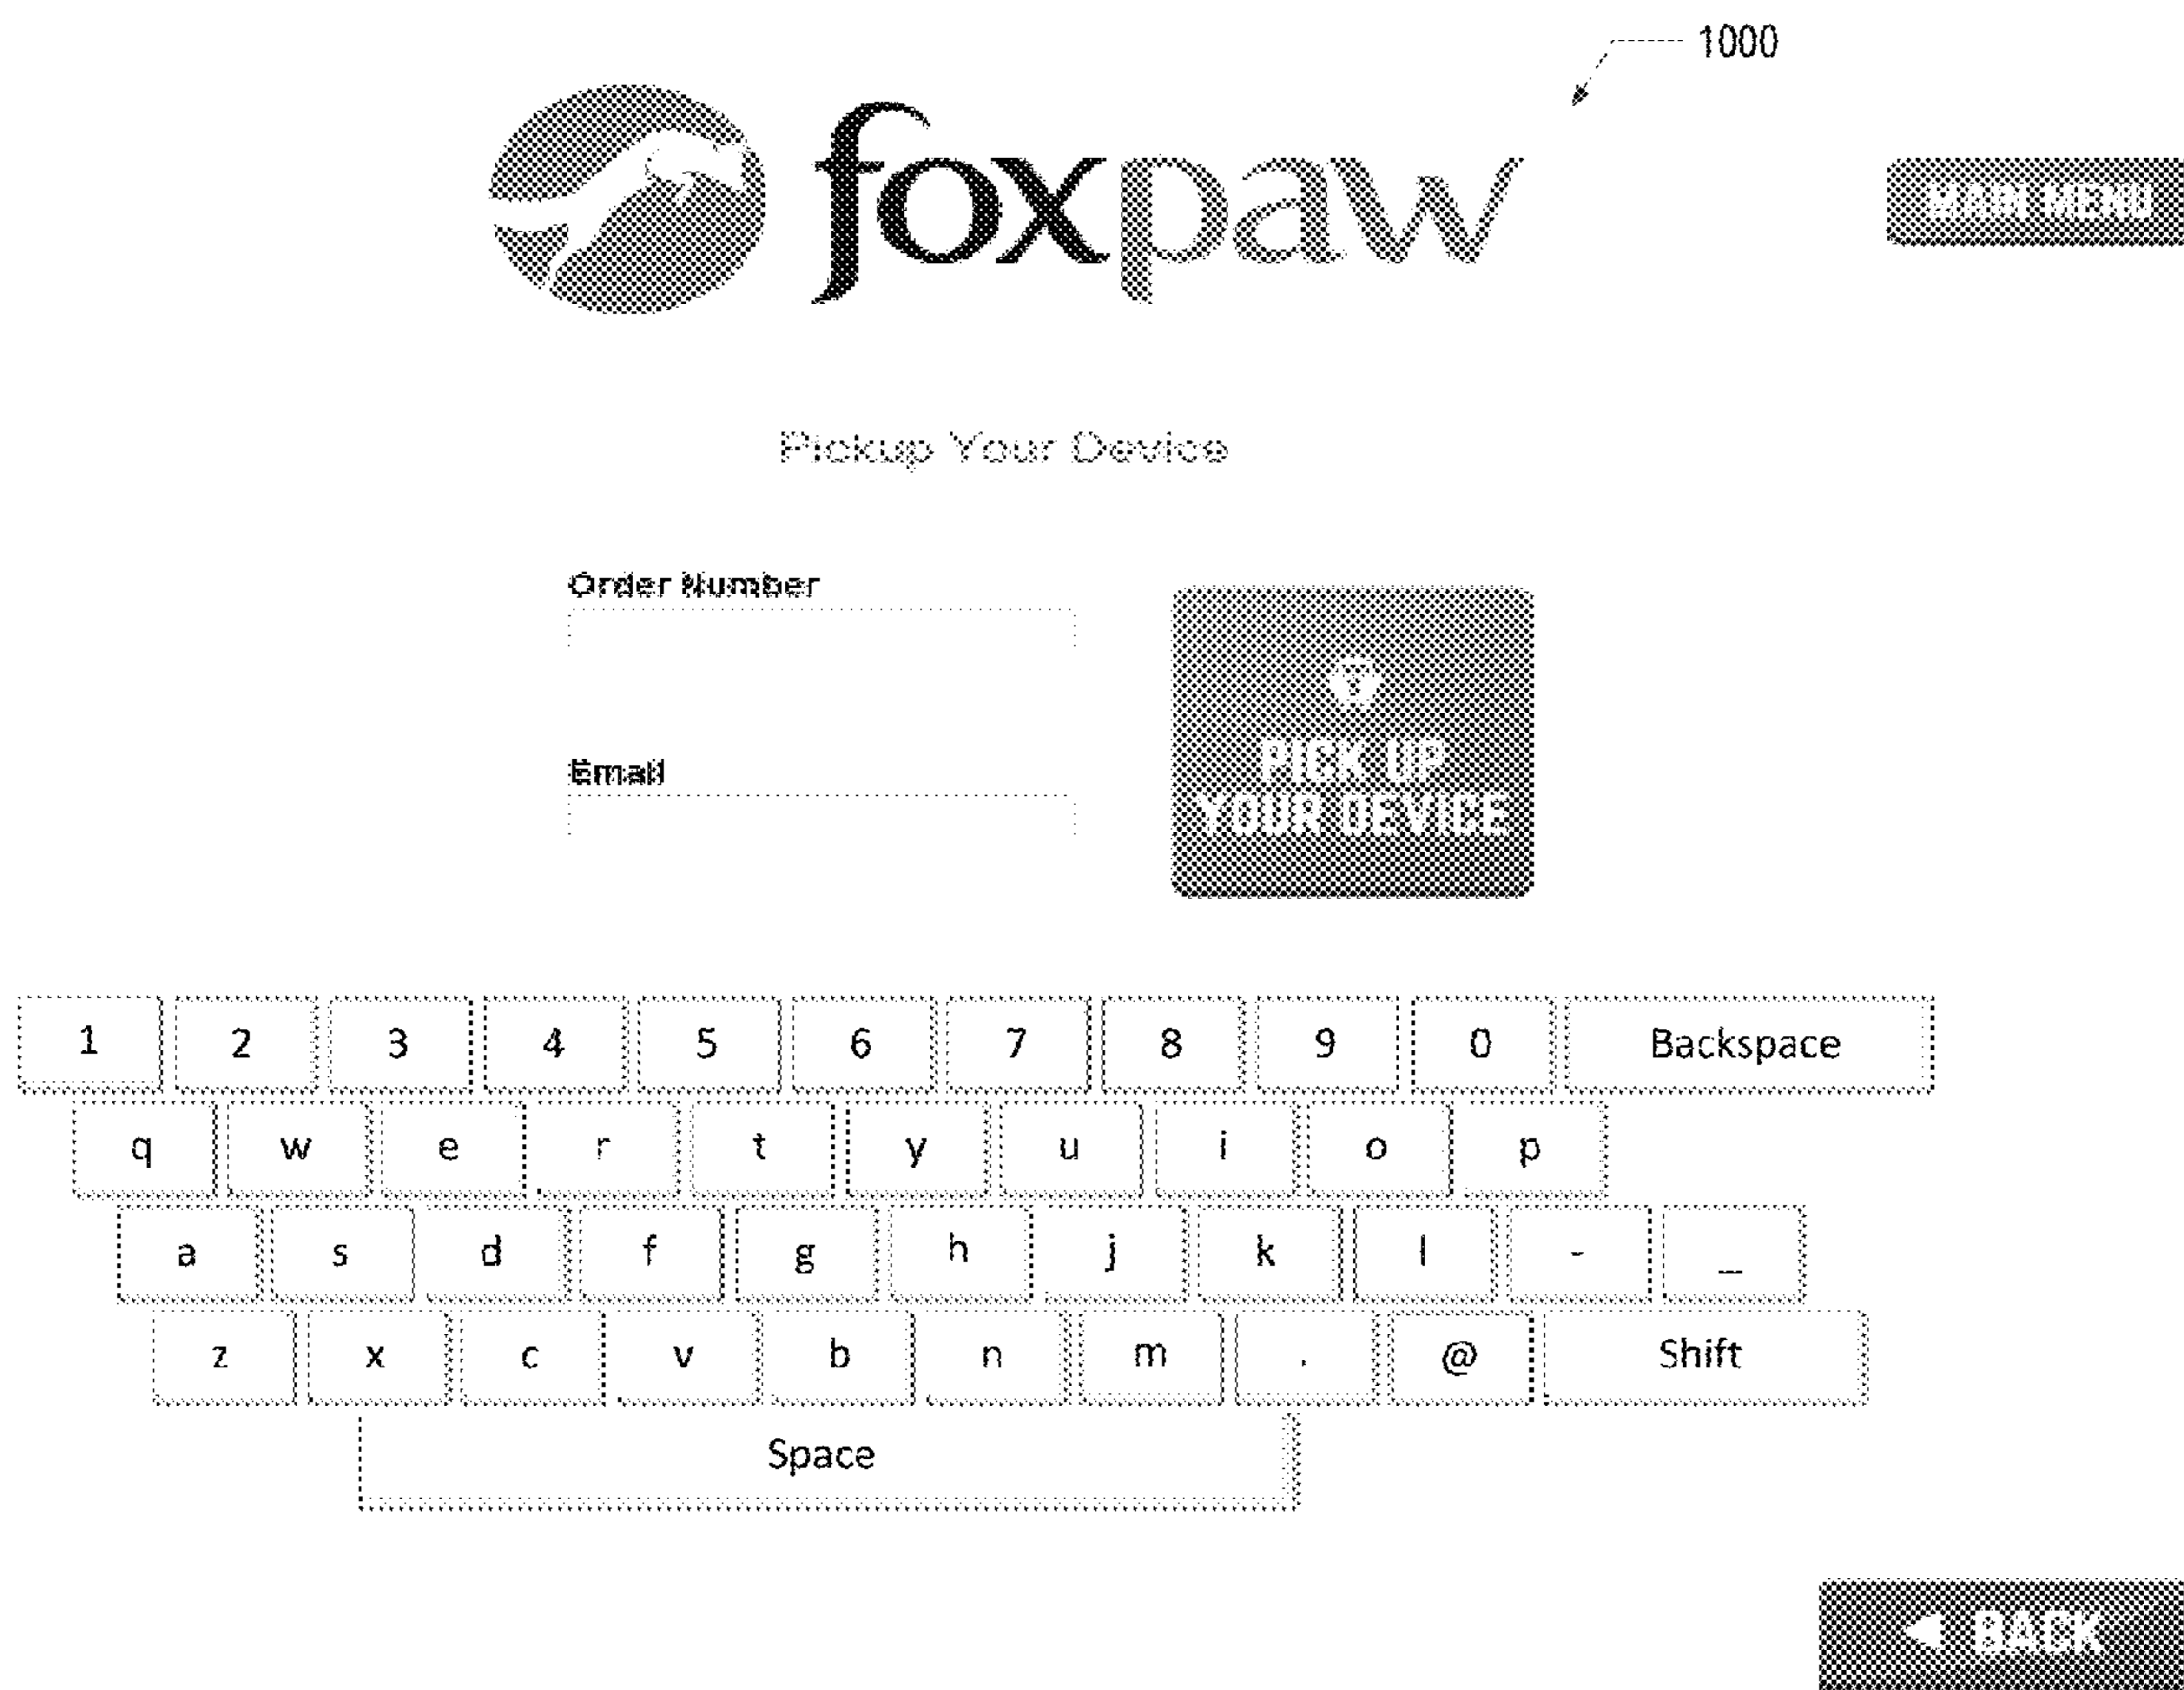 1000
foxpaw
MAIN MENU
Pickup Your Device
Order Number
Email
PICK UP
YOUR DEVICE
1 2 3 4 5 6 7 8 9 0 Backspace
q w e r t y u i o p
a s d f g h j k l - _
z x c v b n m . @ Shift
Space
BACK